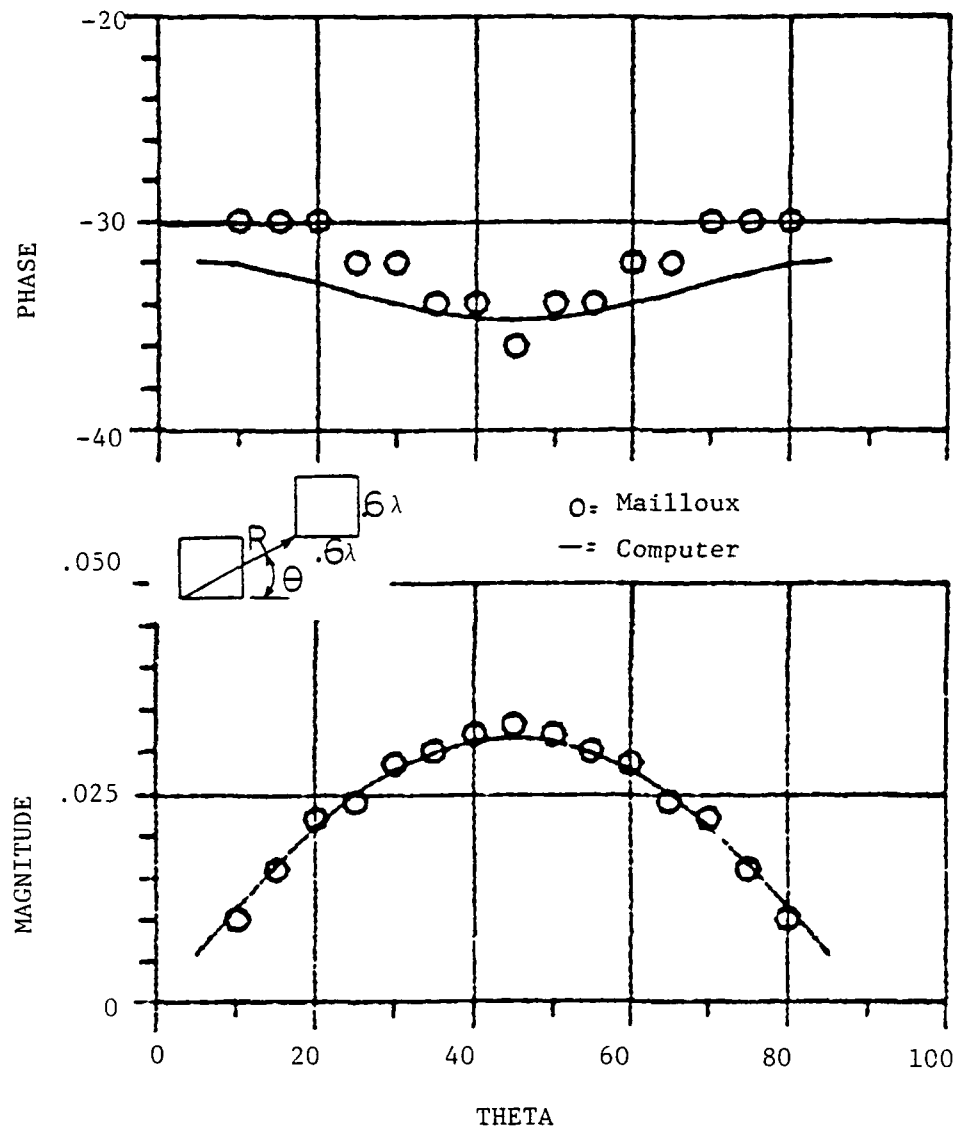 -20
-30
-40
PHASE
.6λ
.6λ
R
θ
O= Mailloux
—= Computer
.050
.025
0
MAGNITUDE
0 20 40 60 80 100
THETA